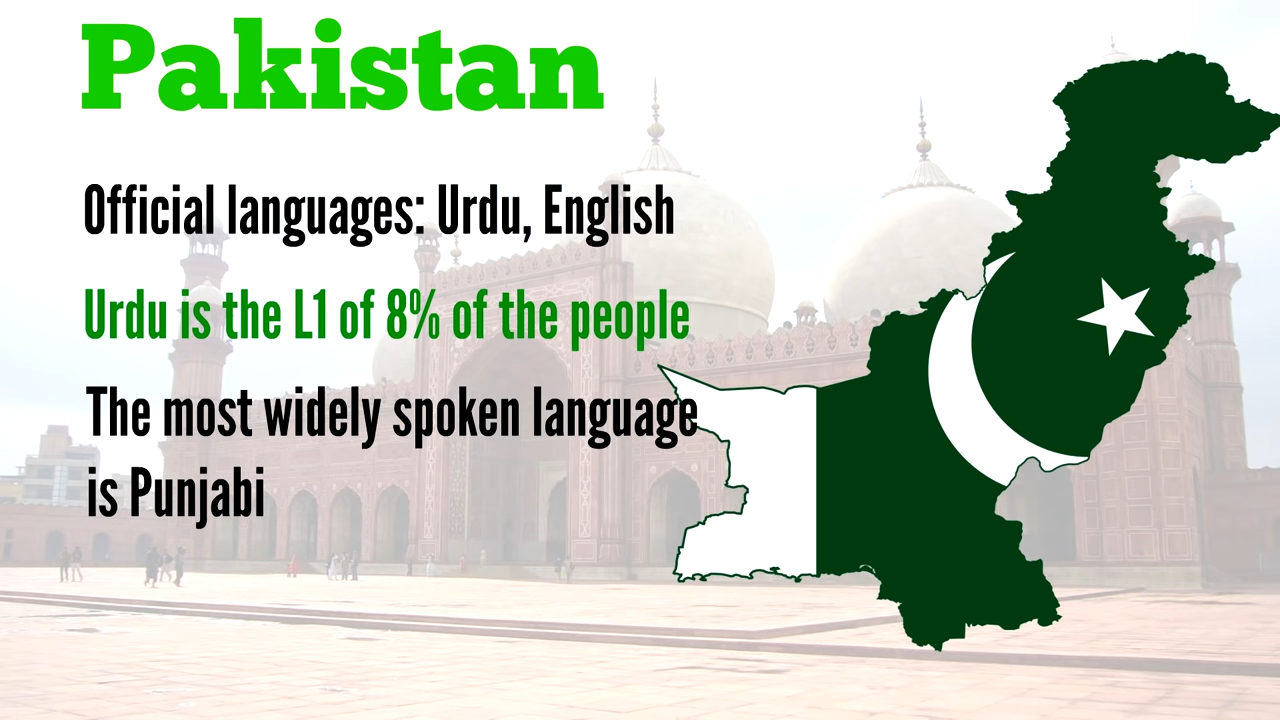 Pakistan
Official languages: Urdu, English
Urdu is the L1 of 8% of the people
The most widely spoken language
is Punjabi